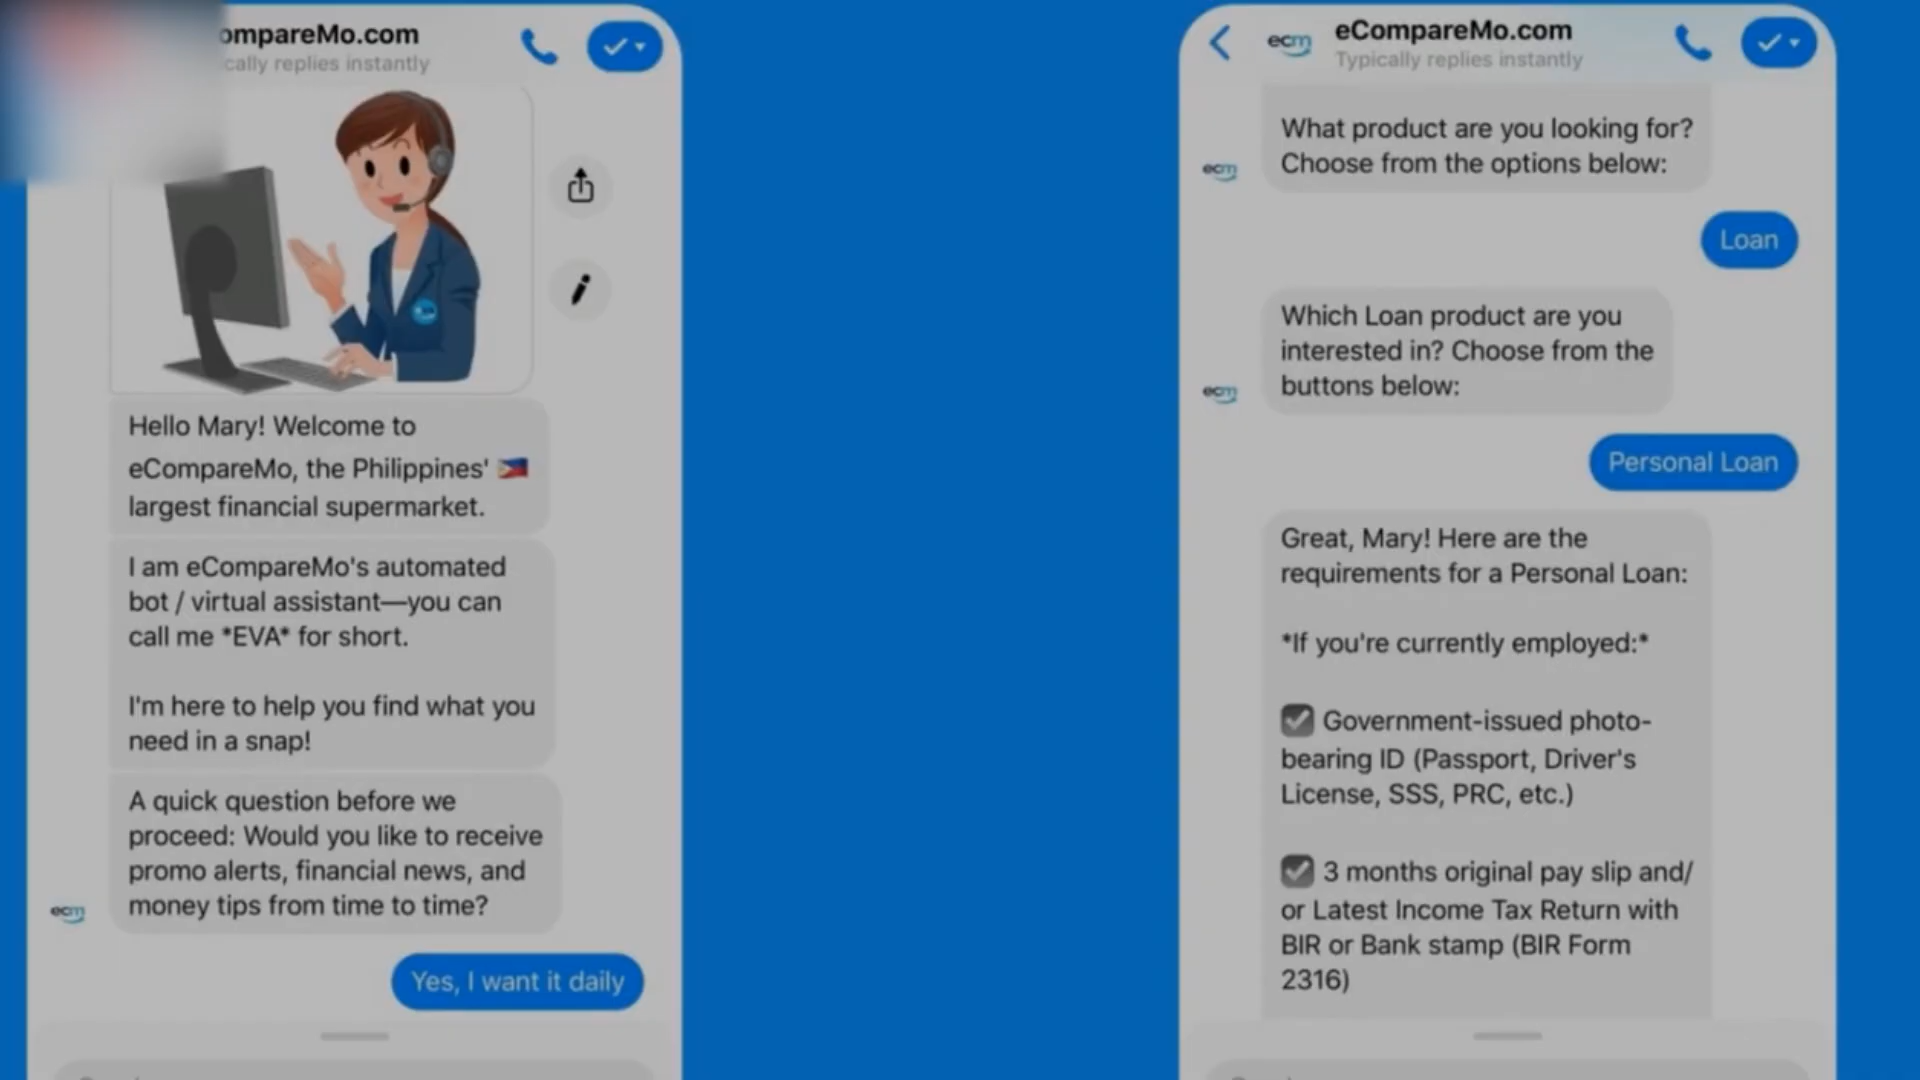 ompareMo.com
cally replies instantly
Hello Mary! Welcome to
eCompareMo, the Philippines' 🇵🇭
largest financial supermarket.
I am eCompareMo's automated
bot / virtual assistant—you can
call me *EVA* for short.
I'm here to help you find what you
need in a snap!
A quick question before we
proceed: Would you like to receive
promo alerts, financial news, and
money tips from time to time?
ecm
Yes, I want it daily
ecm
eCompareMo.com
Typically replies instantly
What product are you looking for?
Choose from the options below:
ecm
Loan
Which Loan product are you
interested in? Choose from the
buttons below:
ecm
Personal Loan
Great, Mary! Here are the
requirements for a Personal Loan:
*If you're currently employed:*
☑ Government-issued photo-
bearing ID (Passport, Driver's
License, SSS, PRC, etc.)
☑ 3 months original pay slip and/
or Latest Income Tax Return with
BIR or Bank stamp (BIR Form
2316)